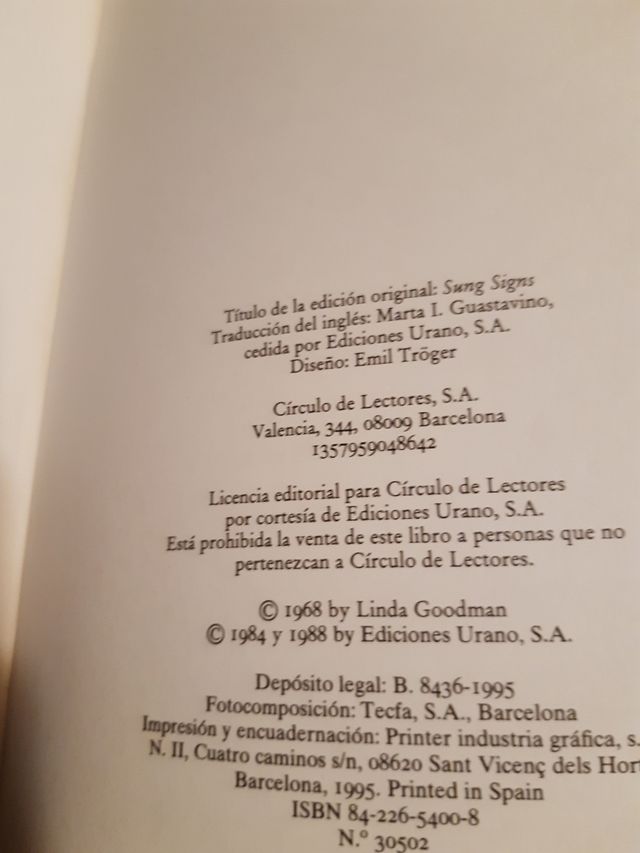 Título de la edición original: Sung Signs
Traducción del inglés: Marta I. Guastavino,
cedida por Ediciones Urano, S.A.
Diseño: Emil Tröger
Círculo de Lectores, S.A.
Valencia, 344, 08009 Barcelona
1357959048642
Licencia editorial para Círculo de Lectores
por cortesía de Ediciones Urano, S.A.
Está prohibida la venta de este libro a personas que no
pertenezcan a Círculo de Lectores.
© 1968 by Linda Goodman
© 1984 y 1988 by Ediciones Urano, S.A.
Depósito legal: B. 8436-1995
Fotocomposición: Tecfa, S.A., Barcelona
Impresión y encuadernación: Printer industria gráfica, s.
N. II, Cuatro caminos s/n, 08620 Sant Vicenç dels Hort
Barcelona, 1995. Printed in Spain
ISBN 84-226-5400-8
N.º 30502